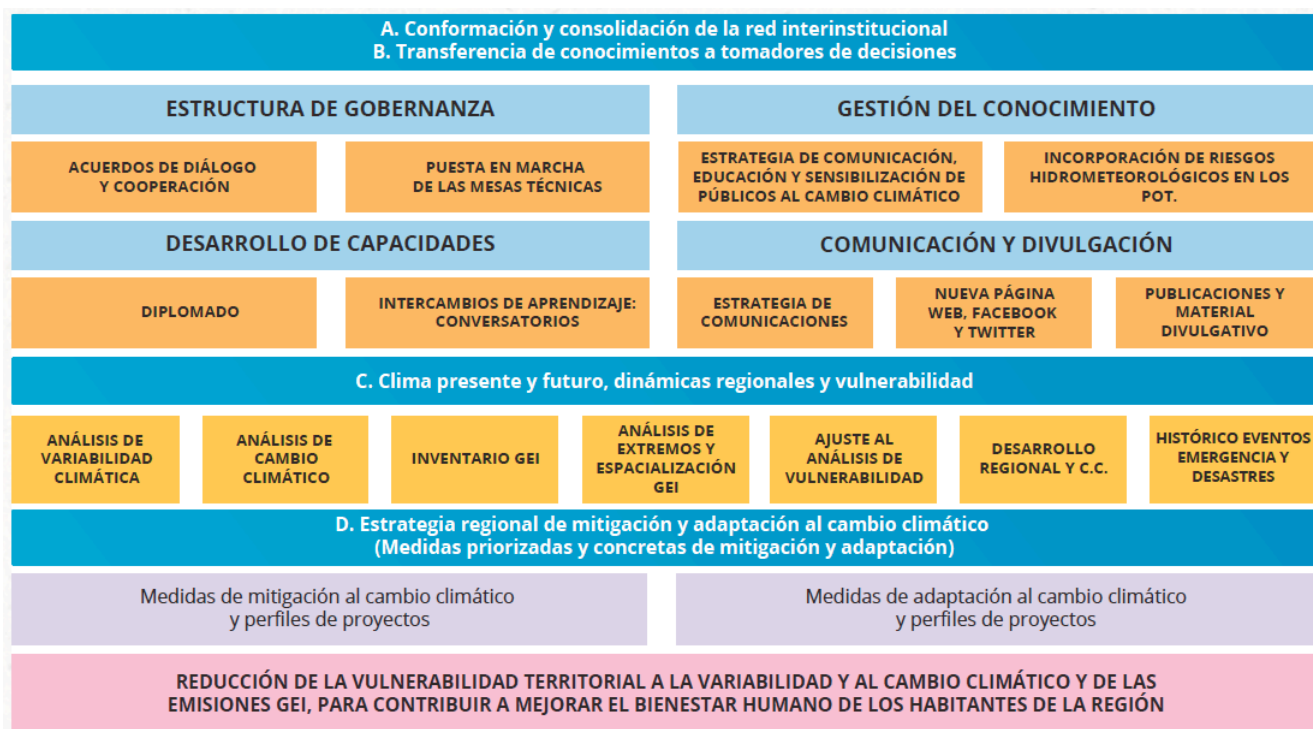 A. Conformación y consolidación de la red interinstitucional
B. Transferencia de conocimientos a tomadores de decisiones
ESTRUCTURA DE GOBERNANZA
GESTIÓN DEL CONOCIMIENTO
ACUERDOS DE DIÁLOGO
Y COOPERACIÓN
PUESTA EN MARCHA
DE LAS MESAS TÉCNICAS
ESTRATEGIA DE COMUNICACIÓN,
EDUCACIÓN Y SENSIBILIZACIÓN DE
PÚBLICOS AL CAMBIO CLIMÁTICO
INCORPORACIÓN DE RIESGOS
HIDROMETEOROLÓGICOS EN LOS
POT.
DESARROLLO DE CAPACIDADES
COMUNICACIÓN Y DIVULGACIÓN
DIPLOMADO
INTERCAMBIOS DE APRENDIZAJE:
CONVERSATORIOS
ESTRATEGIA DE
COMUNICACIONES
NUEVA PÁGINA
WEB, FACEBOOK
Y TWITTER
PUBLICACIONES Y
MATERIAL
DIVULGATIVO
C. Clima presente y futuro, dinámicas regionales y vulnerabilidad
ANÁLISIS DE
VARIABILIDAD
CLIMÁTICA
ANÁLISIS DE
CAMBIO
CLIMÁTICO
INVENTARIO GEI
ANÁLISIS DE
EXTREMOS Y
ESPACIALIZACIÓN
GEI
AJUSTE AL
ANÁLISIS DE
VULNERABILIDAD
DESARROLLO
REGIONAL Y C.C.
HISTÓRICO EVENTOS
EMERGENCIA Y
DESASTRES
D. Estrategia regional de mitigación y adaptación al cambio climático
(Medidas priorizadas y concretas de mitigación y adaptación)
Medidas de mitigación al cambio climático
y perfiles de proyectos
Medidas de adaptación al cambio climático
y perfiles de proyectos
REDUCCIÓN DE LA VULNERABILIDAD TERRITORIAL A LA VARIABILIDAD Y AL CAMBIO CLIMÁTICO Y DE LAS
EMISIONES GEI, PARA CONTRIBUIR A MEJORAR EL BIENESTAR HUMANO DE LOS HABITANTES DE LA REGIÓN